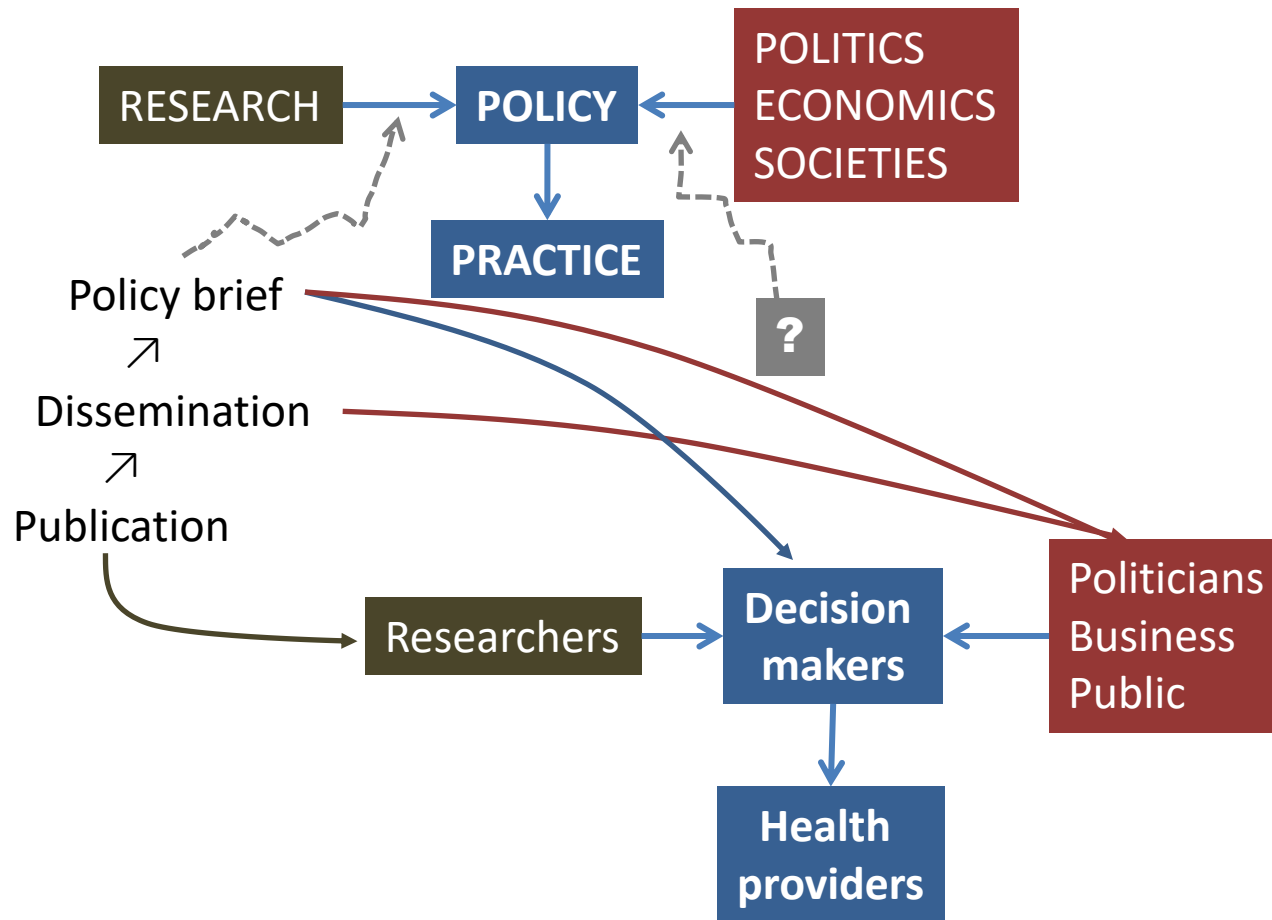 RESEARCH
POLICY
POLITICS
ECONOMICS
SOCIETIES
PRACTICE
Policy brief
?
Dissemination
Publication
Researchers
Decision
makers
Politicians
Business
Public
Health
providers